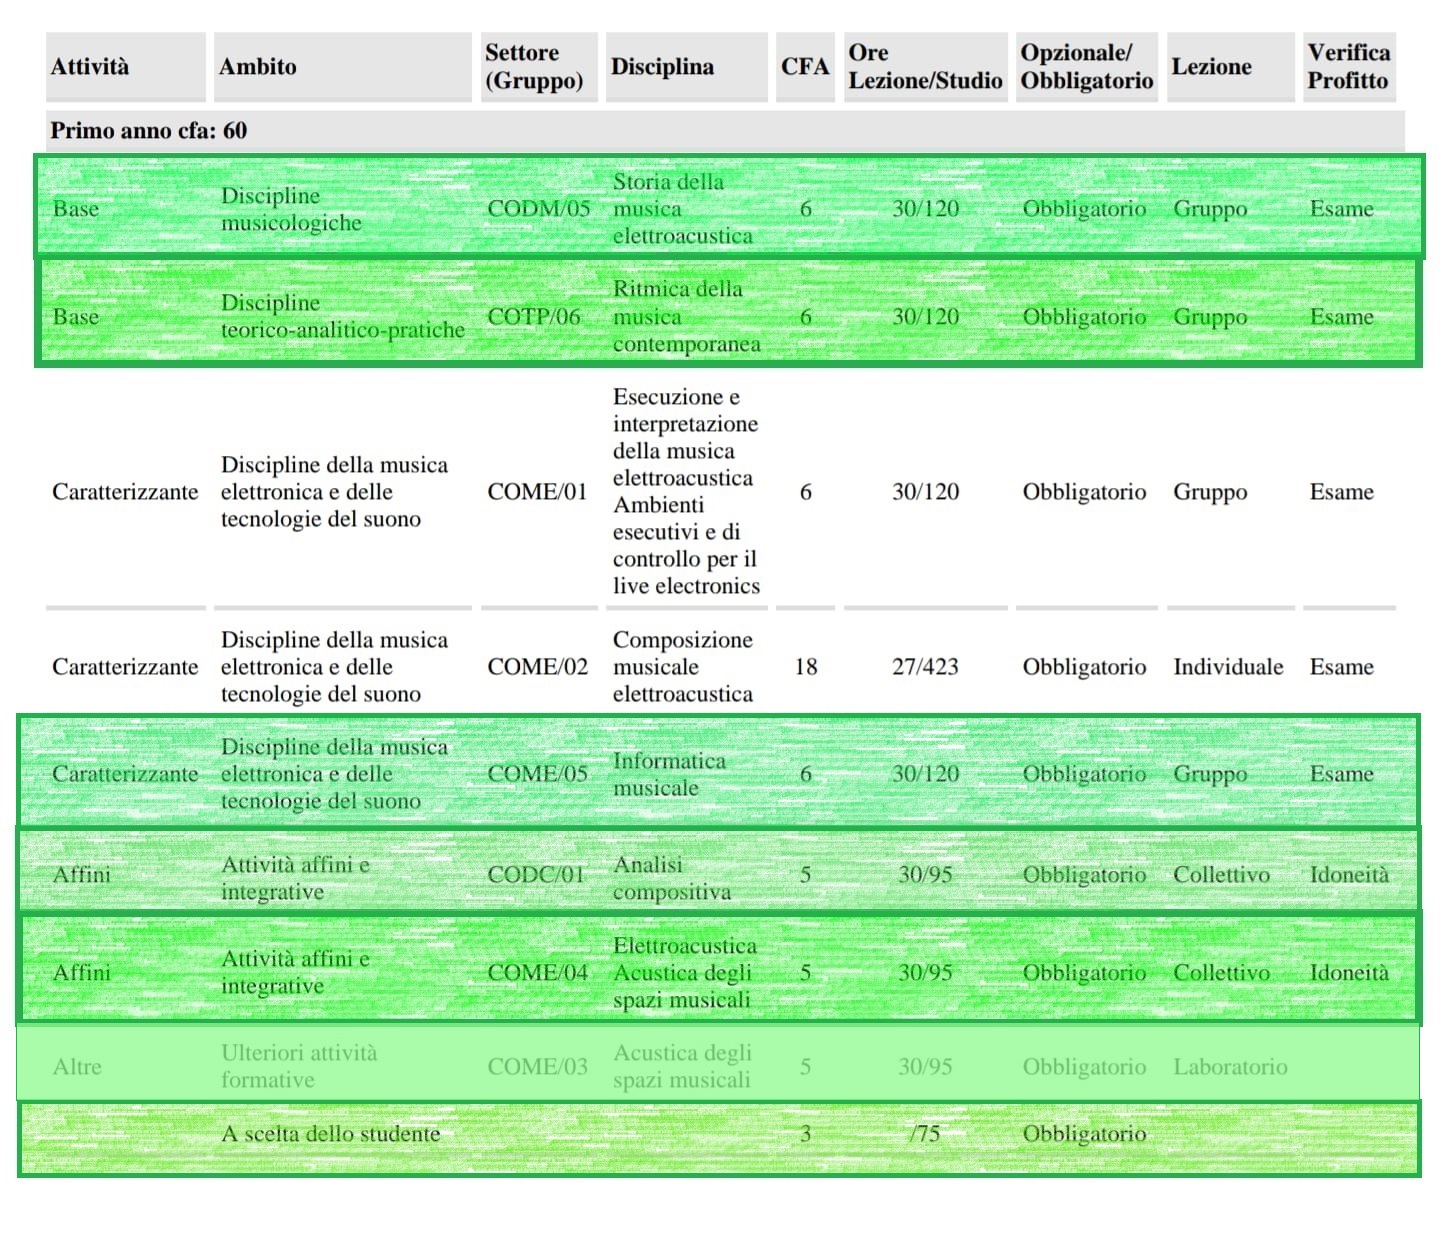 Attività Ambito Settore (Gruppo) Disciplina CFA Ore Lezione/Studio Opzionale/ Obbligatorio Lezione Verifica Profitto
Primo anno cfa: 60
Base Discipline musicologiche CODM/05 Storia della musica elettroacustica 6 30/120 Obbligatorio Gruppo Esame
Base Discipline teorico-analitico-pratiche COTP/06 Ritmica della musica contemporanea 6 30/120 Obbligatorio Gruppo Esame
Caratterizzante Discipline della musica elettronica e delle tecnologie del suono COME/01 Esecuzione e interpretazione della musica elettroacustica Ambienti esecutivi e di controllo per il live electronics 6 30/120 Obbligatorio Gruppo Esame
Caratterizzante Discipline della musica elettronica e delle tecnologie del suono COME/02 Composizione musicale elettroacustica 18 27/423 Obbligatorio Individuale Esame
Caratterizzante Discipline della musica elettronica e delle tecnologie del suono COME/05 Informatica musicale 6 30/120 Obbligatorio Gruppo Esame
Affini Attività affini e integrative CODC/01 Analisi compositiva 5 30/95 Obbligatorio Collettivo Idoneità
Affini Attività affini e integrative COME/04 Elettroacustica Acustica degli spazi musicali 5 30/95 Obbligatorio Collettivo Idoneità
Altre Ulteriori attività formative COME/03 Acustica degli spazi musicali 5 30/95 Obbligatorio Laboratorio
A scelta dello studente 3 /75 Obbligatorio